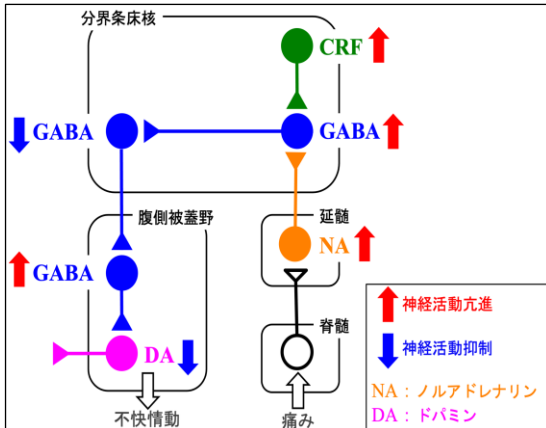 分界条床核
CRF
GABA
GABA
腹側被蓋野
延髄
GABA
NA
脊髄
DA
不快情動
痛み
神経活動亢進
神経活動抑制
NA : ノルアドレナリン
DA : ドパミン